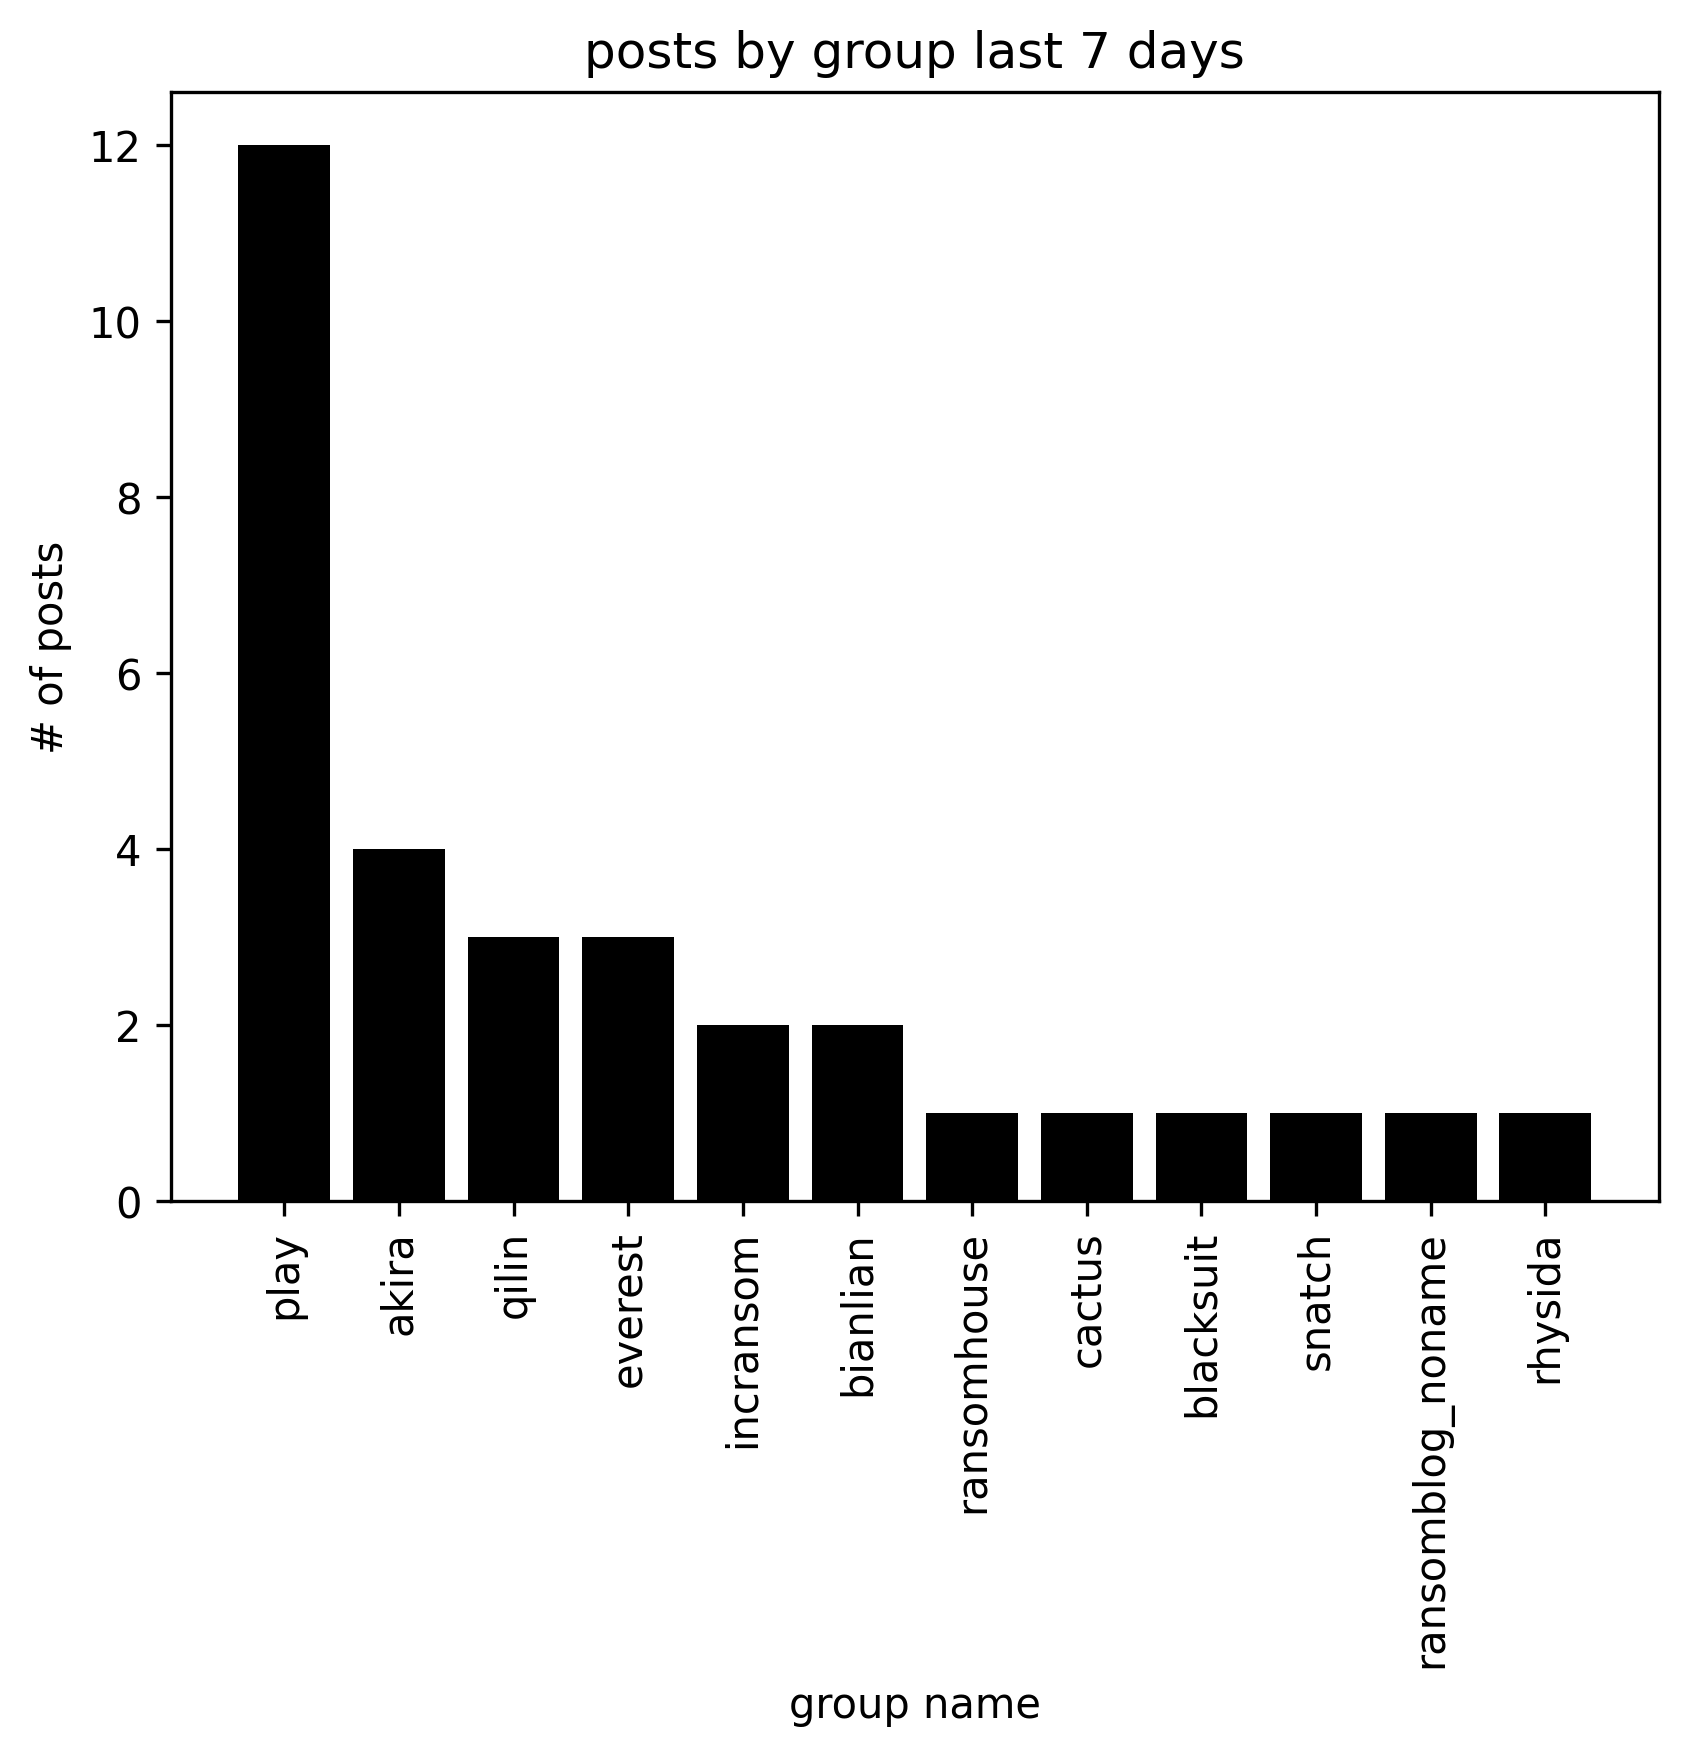 posts by group last 7 days
12
10
8
6
4
2
0
# of posts
play
akira
qilin
everest
incransom
bianlian
ransomhouse
cactus
blacksuit
snatch
ransomblog_noname
rhysida
group name